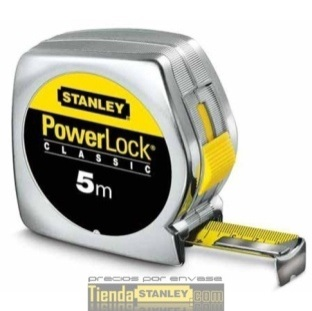 STANLEY
PowerLock®
CLASSIC
5m
precios por envase
TiendaSTANLEY.com